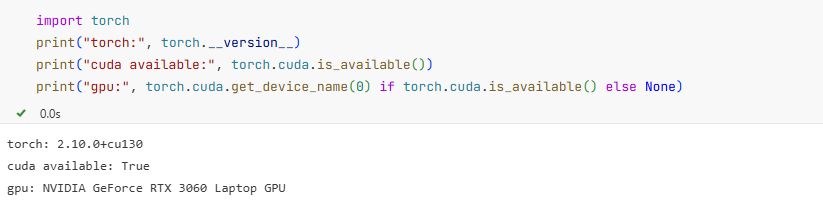 import torch
print("torch:", torch.__version__)
print("cuda available:", torch.cuda.is_available())
print("gpu:", torch.cuda.get_device_name(0) if torch.cuda.is_available() else None)
0.0s
torch: 2.10.0+cu130
cuda available: True
gpu: NVIDIA GeForce RTX 3060 Laptop GPU